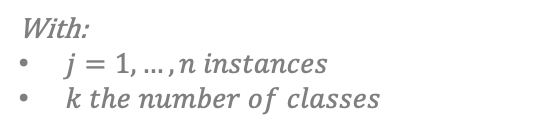 With:
• j = 1, … , n instances
• k the number of classes